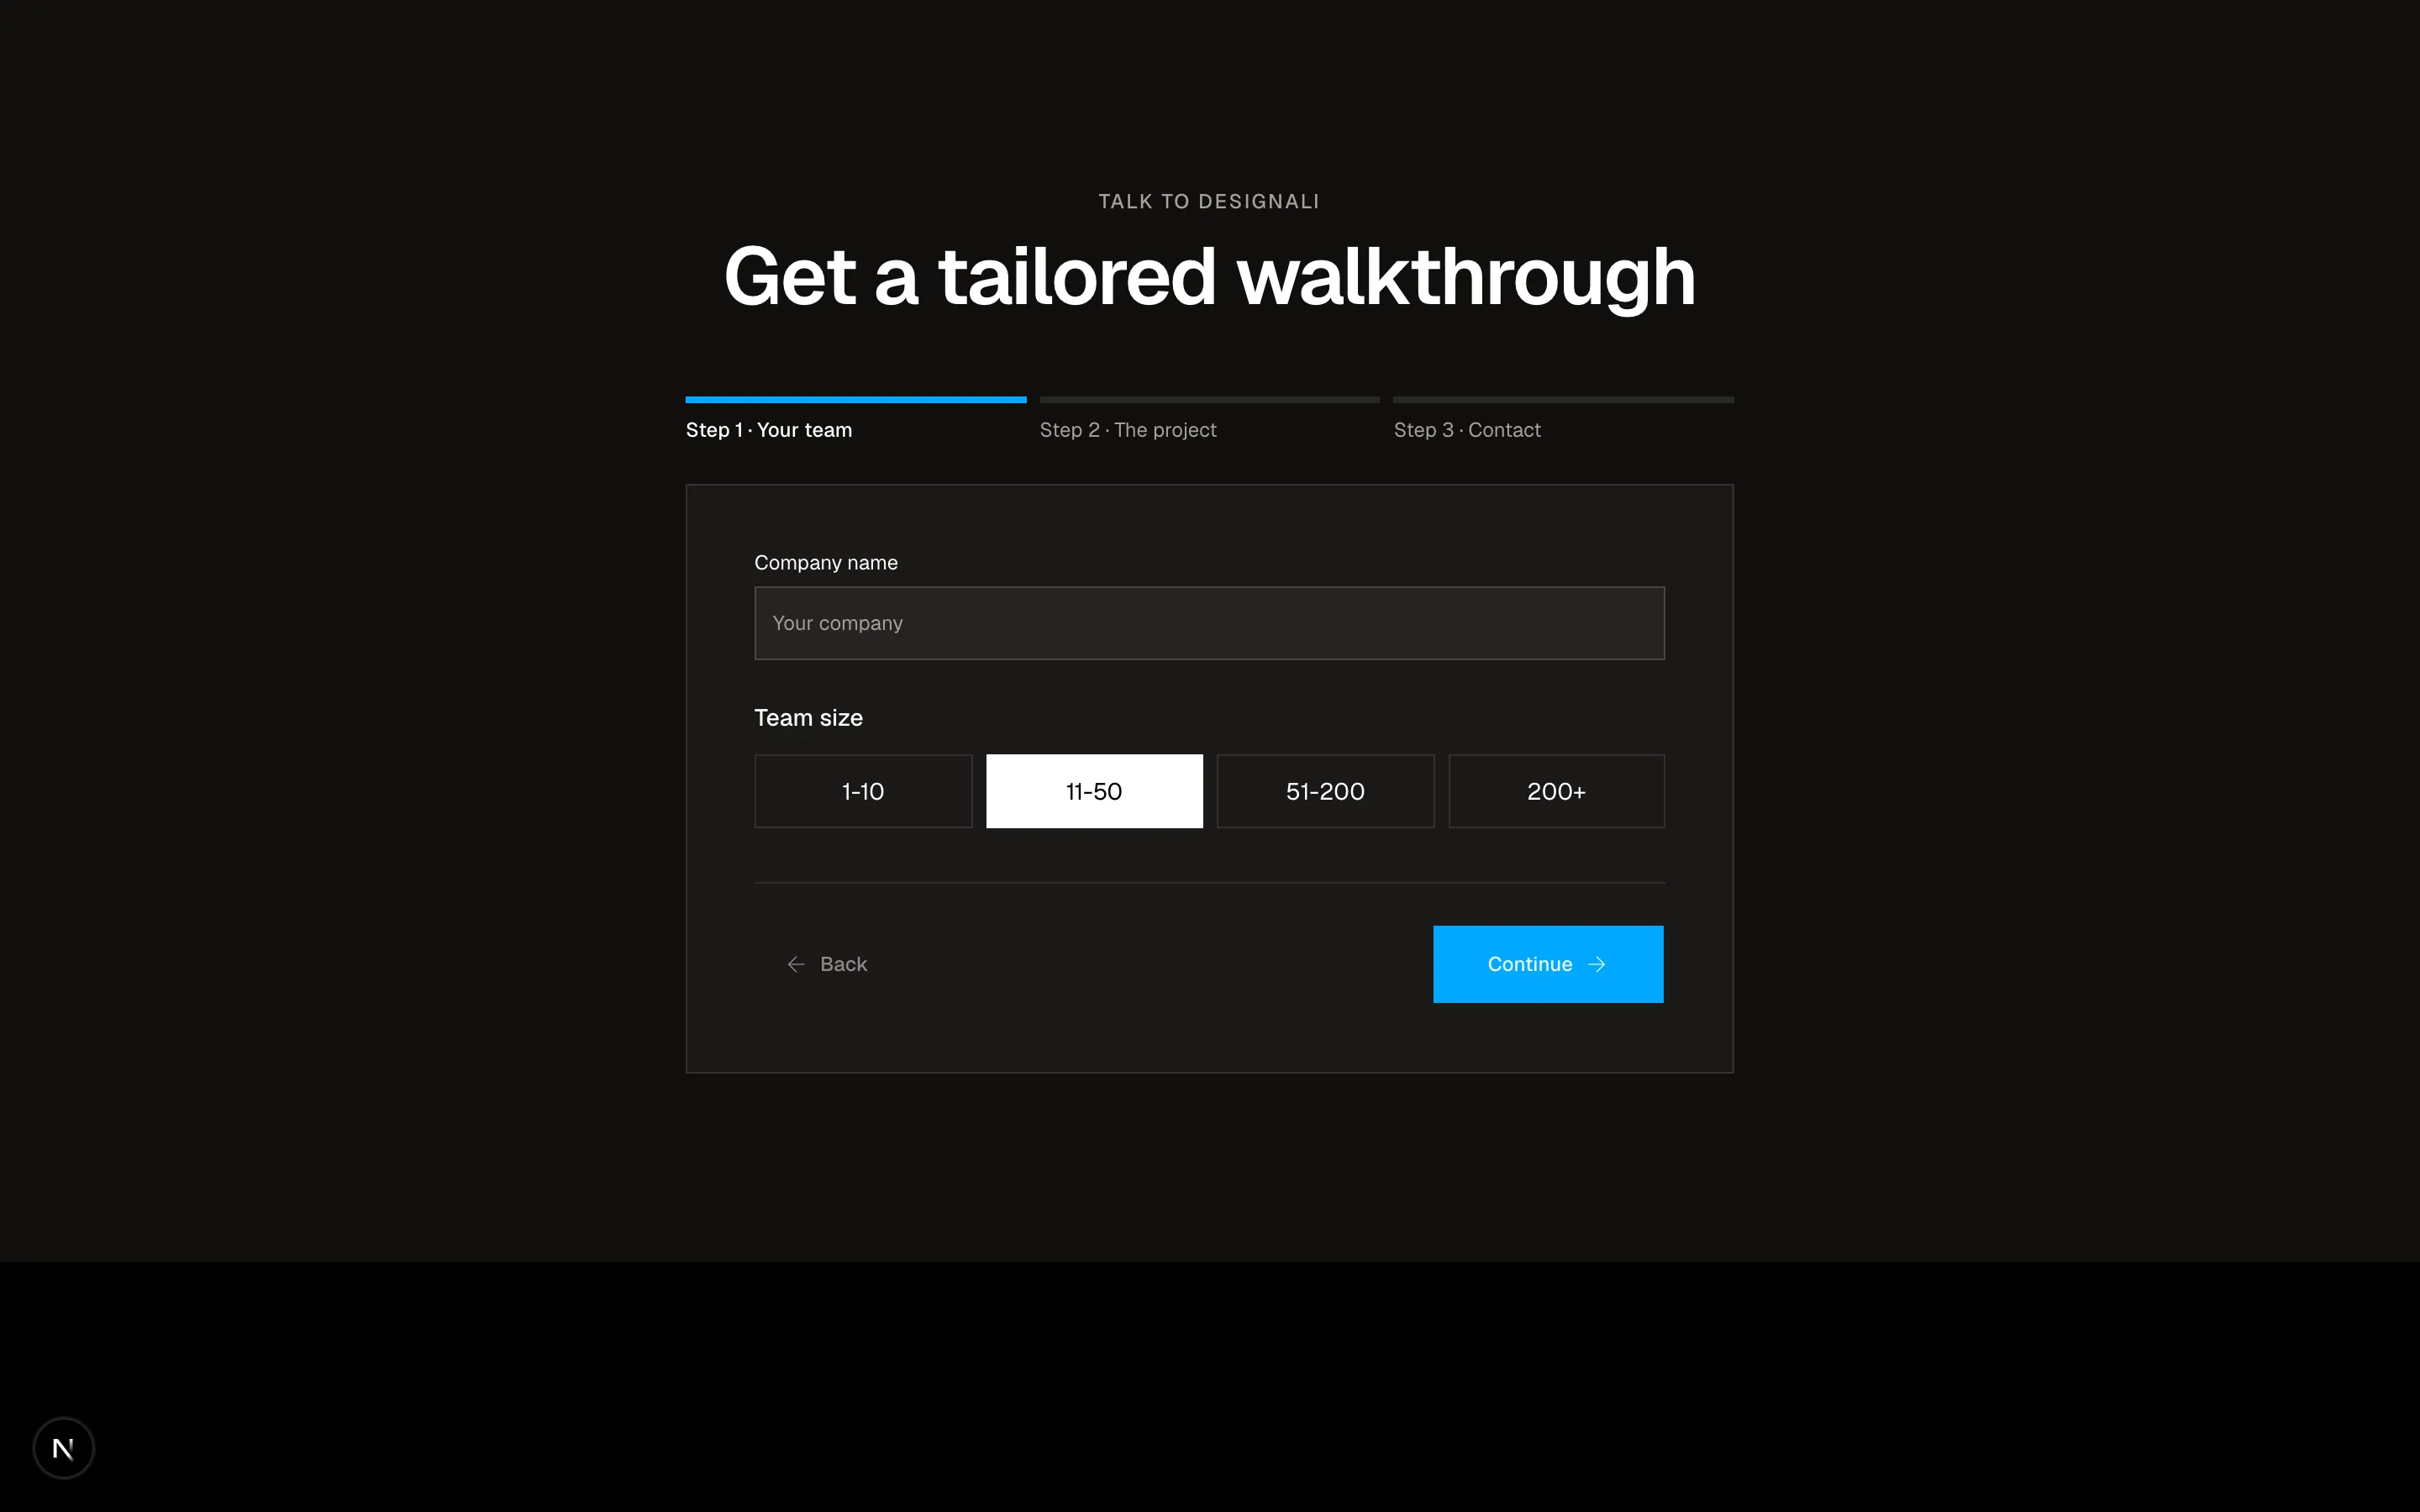 TALK TO DESIGNALI
Get a tailored walkthrough
Step 1 · Your team
Step 2 · The project
Step 3 · Contact
Company name
Your company
Team size
1-10
11-50
51-200
200+
Back
Continue
N